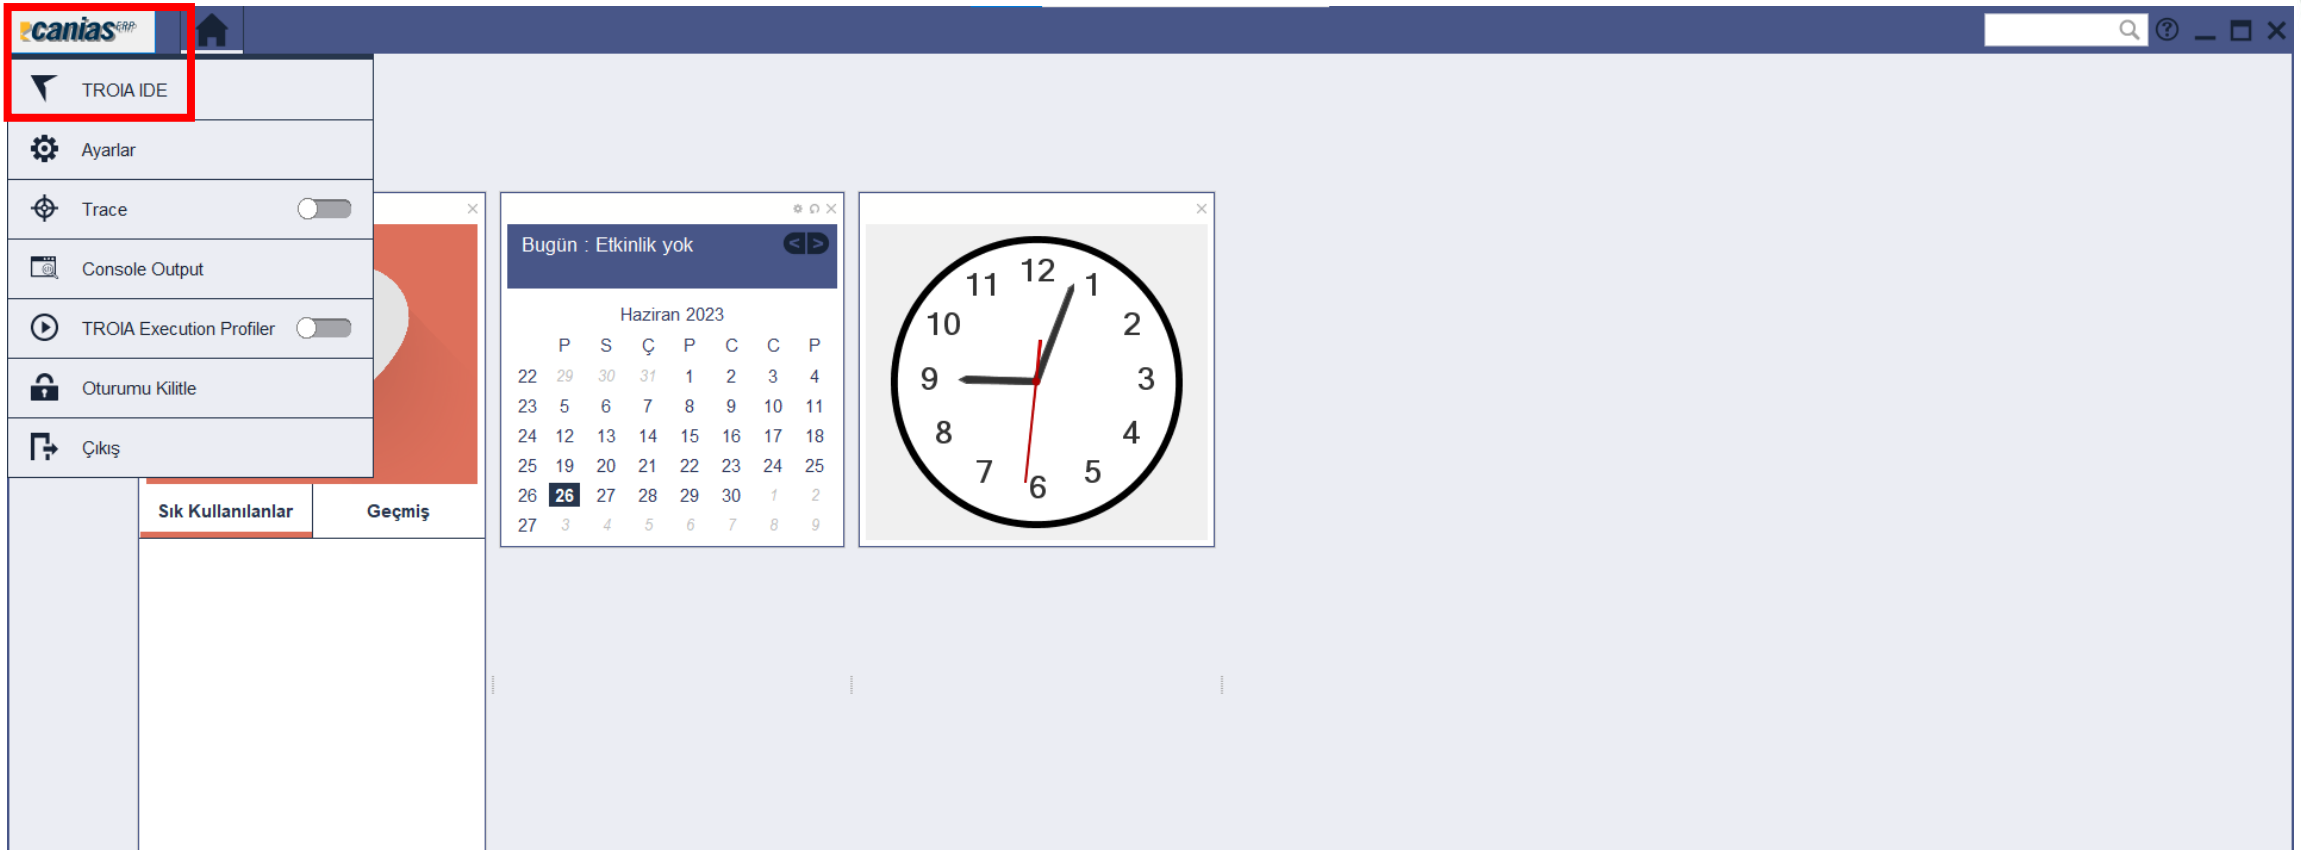 canias ERP
TROIA IDE
Ayarlar
Trace
Console Output
TROIA Execution Profiler
Oturumu Kilitle
Çıkış
Sık Kullanılanlar Geçmiş
Bugün : Etkinlik yok
< >
Haziran 2023
P S Ç P C C P
22 29 30 31 1 2 3 4
23 5 6 7 8 9 10 11
24 12 13 14 15 16 17 18
25 19 20 21 22 23 24 25
26 26 27 28 29 30 1 2
27 3 4 5 6 7 8 9
12
11 1
10 2
9 3
8 4
7 5
6